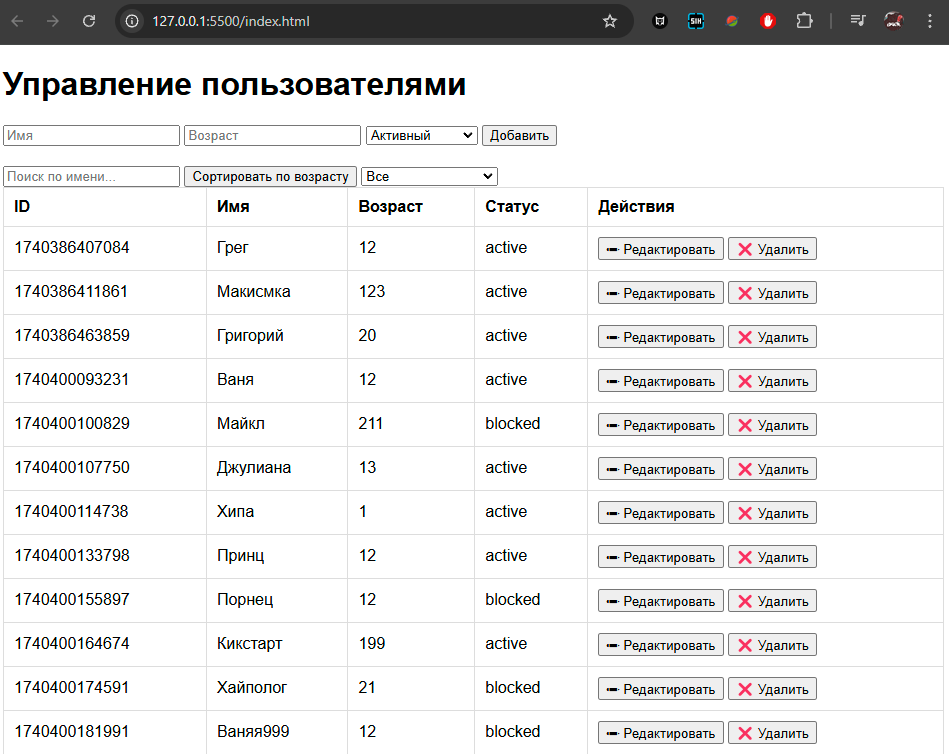 127.0.0.1:5500/index.html
SIH
Управление пользователями
Имя Возраст Активный Добавить
Поиск по имени... Сортировать по возрасту Все
ID Имя Возраст Статус Действия
1740386407084 Грег 12 active Редактировать Удалить
1740386411861 Макисмка 123 active Редактировать Удалить
1740386463859 Григорий 20 active Редактировать Удалить
1740400093231 Ваня 12 active Редактировать Удалить
1740400100829 Майкл 211 blocked Редактировать Удалить
1740400107750 Джулиана 13 active Редактировать Удалить
1740400114738 Хипа 1 active Редактировать Удалить
1740400133798 Принц 12 active Редактировать Удалить
1740400155897 Порнец 12 blocked Редактировать Удалить
1740400164674 Кикстарт 199 active Редактировать Удалить
1740400174591 Хайполог 21 blocked Редактировать Удалить
1740400181991 Ваняя999 12 blocked Редактировать Удалить